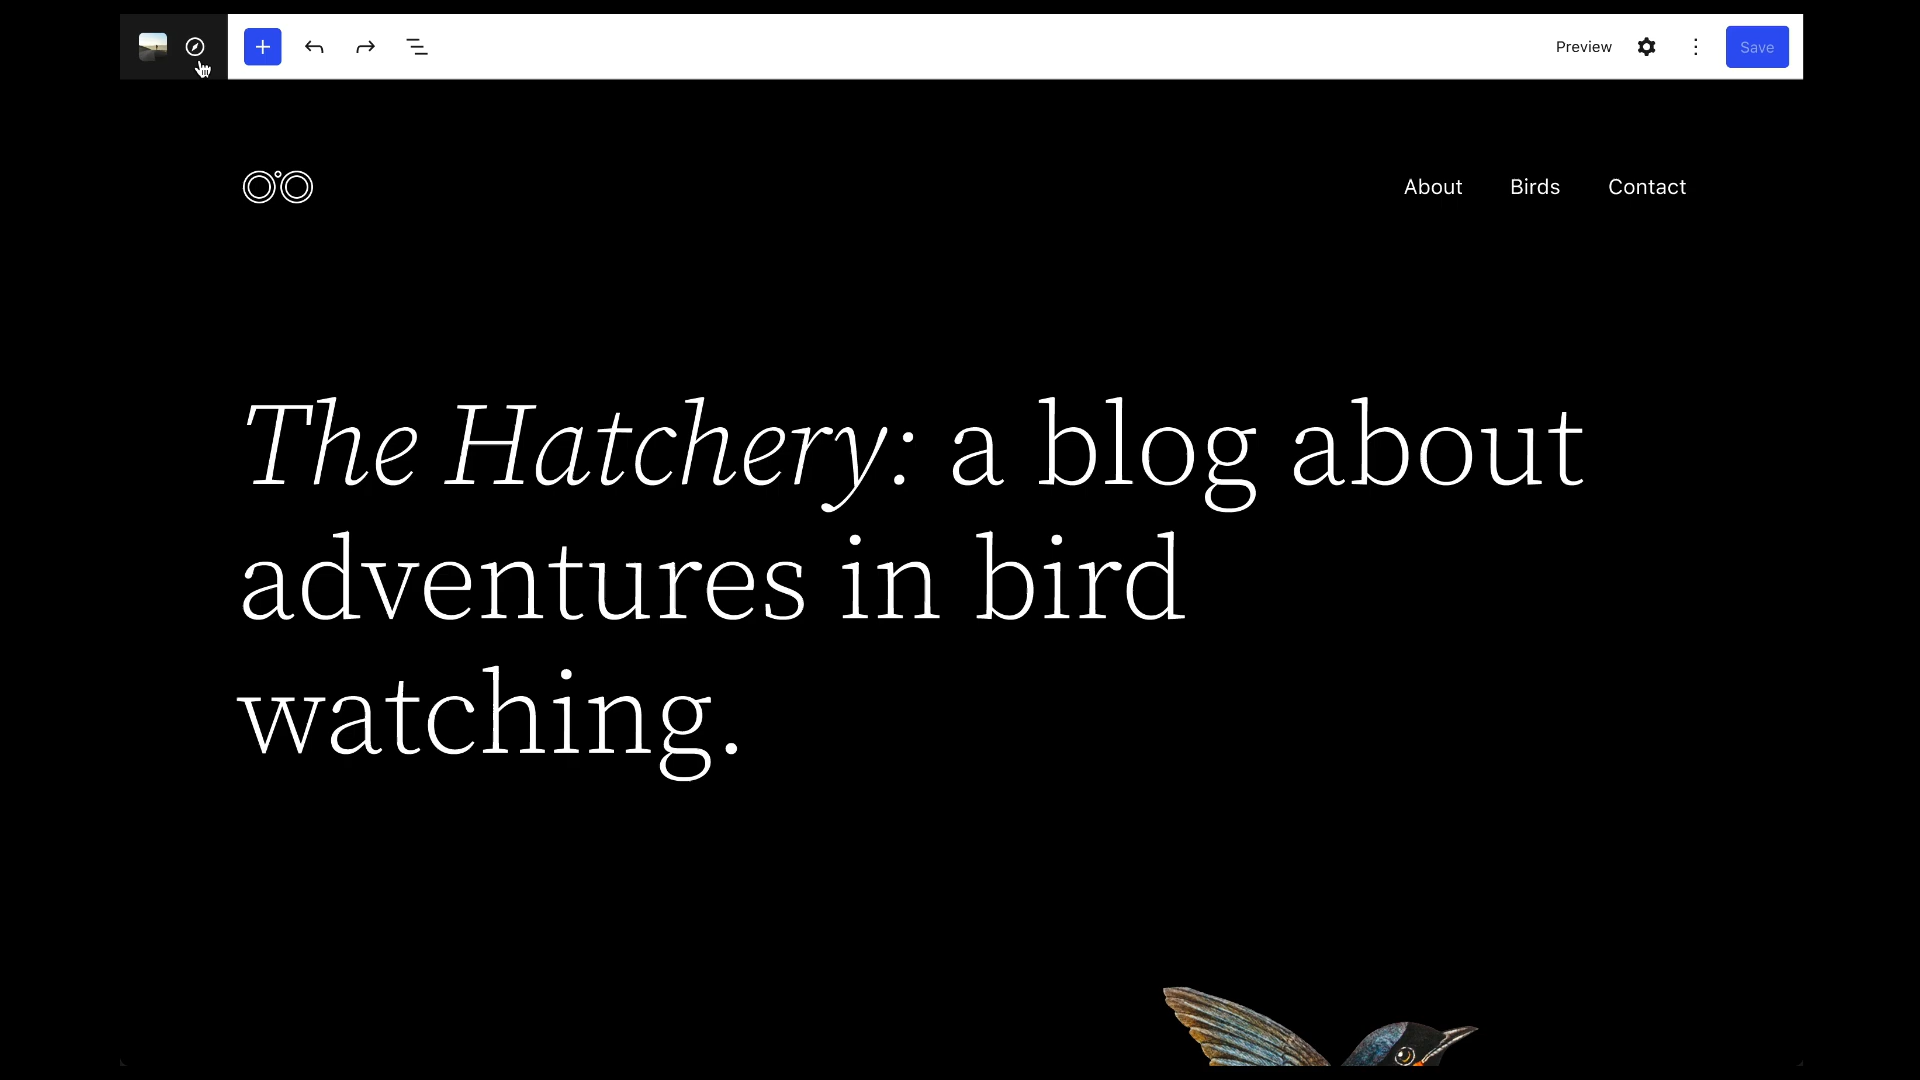 Preview
Save
About
Birds
Contact
The Hatchery: a blog about
adventures in bird
watching.